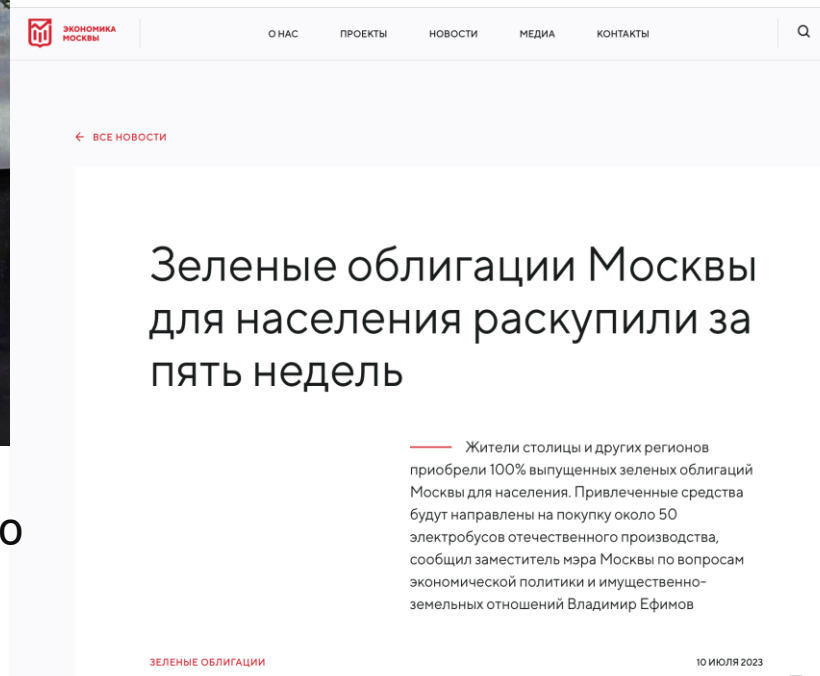 ЭКОНОМИКА
МОСКВЫ
О НАС ПРОЕКТЫ НОВОСТИ МЕДИА КОНТАКТЫ
← ВСЕ НОВОСТИ
Зеленые облигации Москвы
для населения раскупили за
пять недель
Жители столицы и других регионов
приобрели 100% выпущенных зеленых облигаций
Москвы для населения. Привлеченные средства
будут направлены на покупку около 50
электробусов отечественного производства,
сообщил заместитель мэра Москвы по вопросам
экономической политики и имущественно-
земельных отношений Владимир Ефимов
о
ЗЕЛЕНЫЕ ОБЛИГАЦИИ 10 ИЮЛЯ 2023